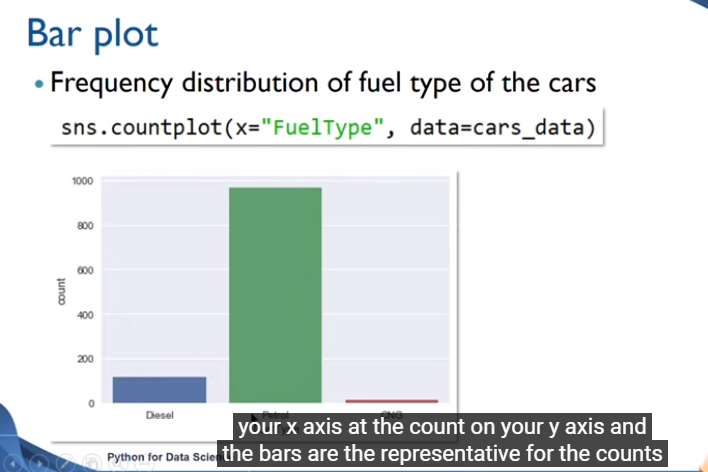 Bar plot
• Frequency distribution of fuel type of the cars
sns.countplot(x="FuelType", data=cars_data)
1000
800
600
400
200
0
count
Diesel
Petrol
CNG
your x axis at the count on your y axis and
the bars are the representative for the counts
Python for Data